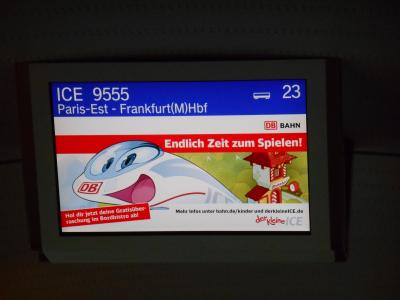 ICE 9555 23
Paris-Est - Frankfurt(M)Hbf
DB BAHN
Endlich Zeit zum Spielen!
DB
ICE
Hol dir jetzt deine Gratisüber-
raschung im Bordbistro ab!
Mehr Infos unter bahn.de/kinder und derkleineICE.de
der kleine ICE